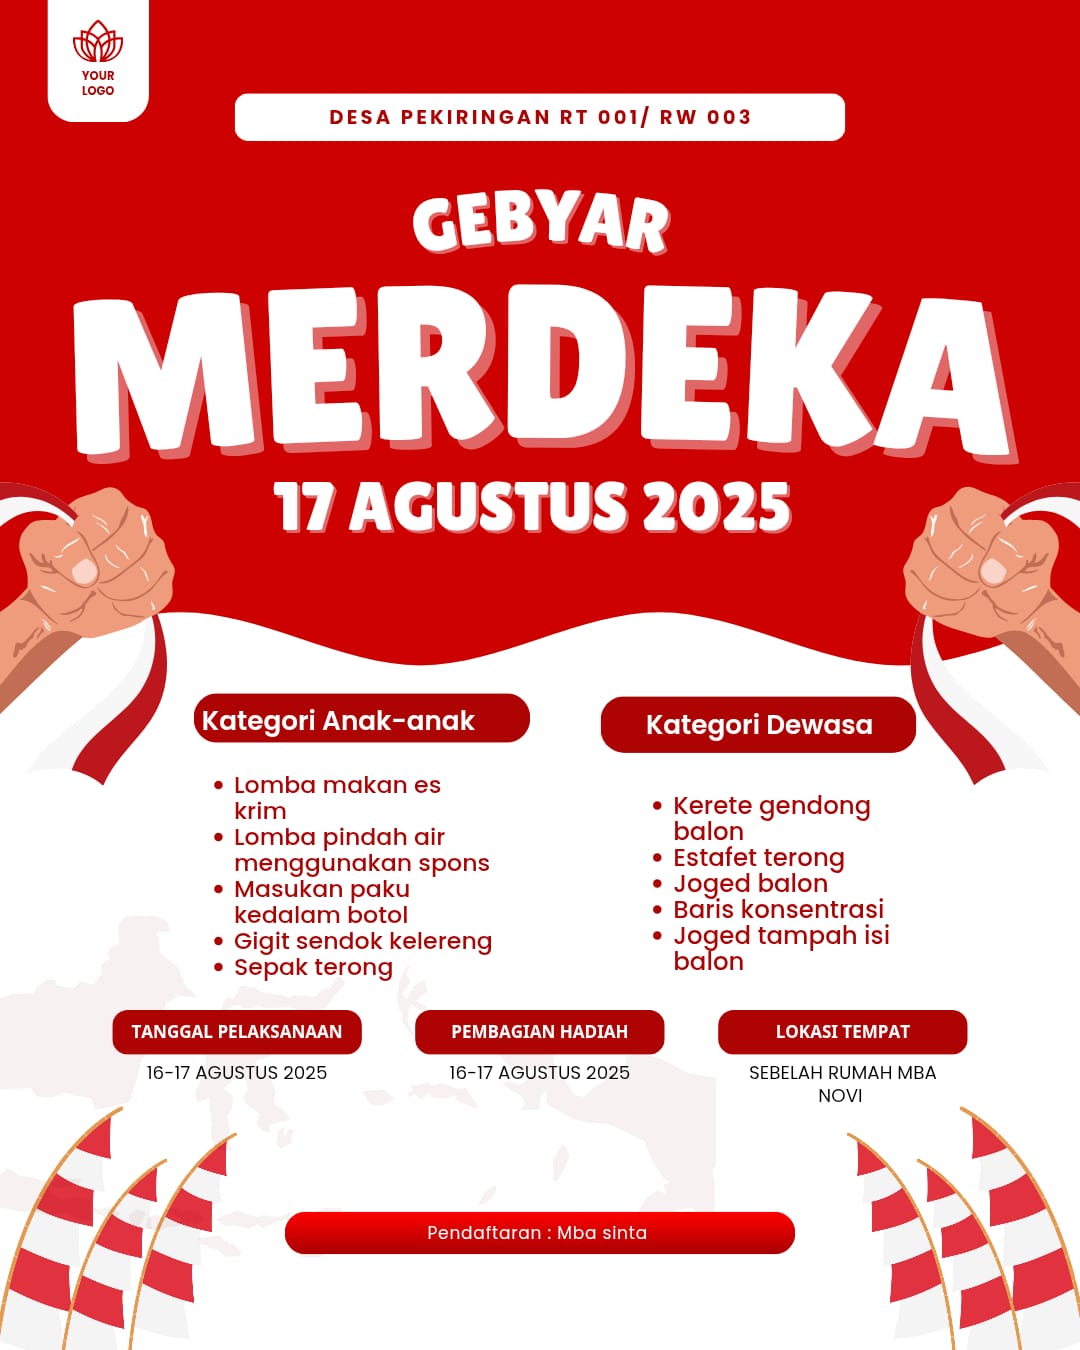 YOUR
LOGO
DESA PEKIRINGAN RT 001/ RW 003
GEBYAR
MERDEKA
17 AGUSTUS 2025
Kategori Anak-anak
• Lomba makan es
krim
• Lomba pindah air
menggunakan spons
• Masukan paku
kedalam botol
• Gigit sendok kelereng
• Sepak terong
Kategori Dewasa
• Kerete gendong
balon
• Estafet terong
• Joged balon
• Baris konsentrasi
• Joged tampah isi
balon
TANGGAL PELAKSANAAN
16-17 AGUSTUS 2025
PEMBAGIAN HADIAH
16-17 AGUSTUS 2025
LOKASI TEMPAT
SEBELAH RUMAH MBA
NOVI
Pendaftaran : Mba sinta